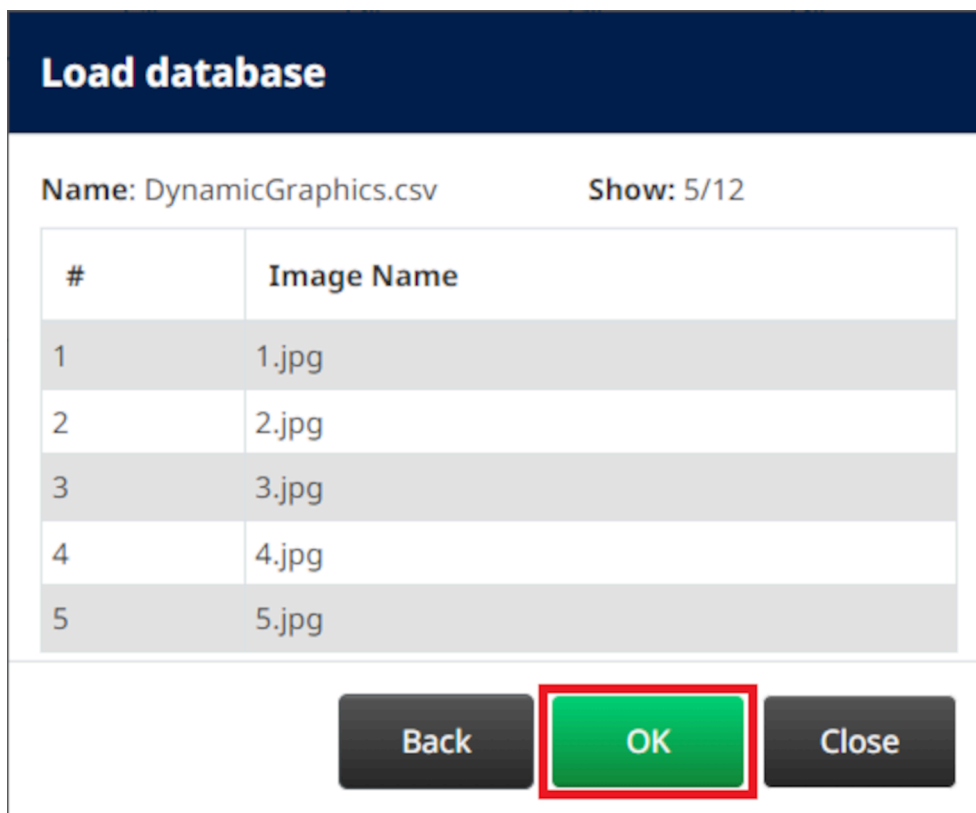 Load database
Name: DynamicGraphics.csv Show: 5/12
# Image Name
1 1.jpg
2 2.jpg
3 3.jpg
4 4.jpg
5 5.jpg
Back OK Close